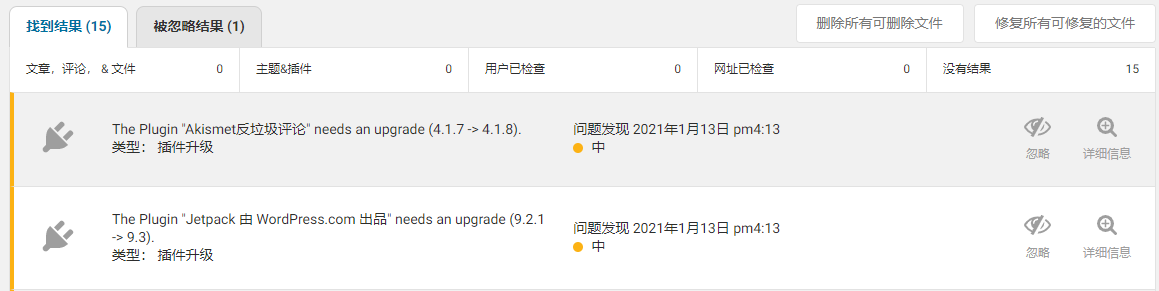 找到结果 (15)
被忽略结果 (1)
删除所有可删除文件
修复所有可修复的文件
文章，评论， & 文件 0
主题&插件 0
用户已检查 0
网址已检查 0
没有结果 15
The Plugin "Akismet反垃圾评论" needs an upgrade (4.1.7 -> 4.1.8).
类型： 插件升级
问题发现 2021年1月13日 pm4:13
中
忽略
详细信息
The Plugin "Jetpack 由 WordPress.com 出品" needs an upgrade (9.2.1
-> 9.3).
类型： 插件升级
问题发现 2021年1月13日 pm4:13
中
忽略
详细信息